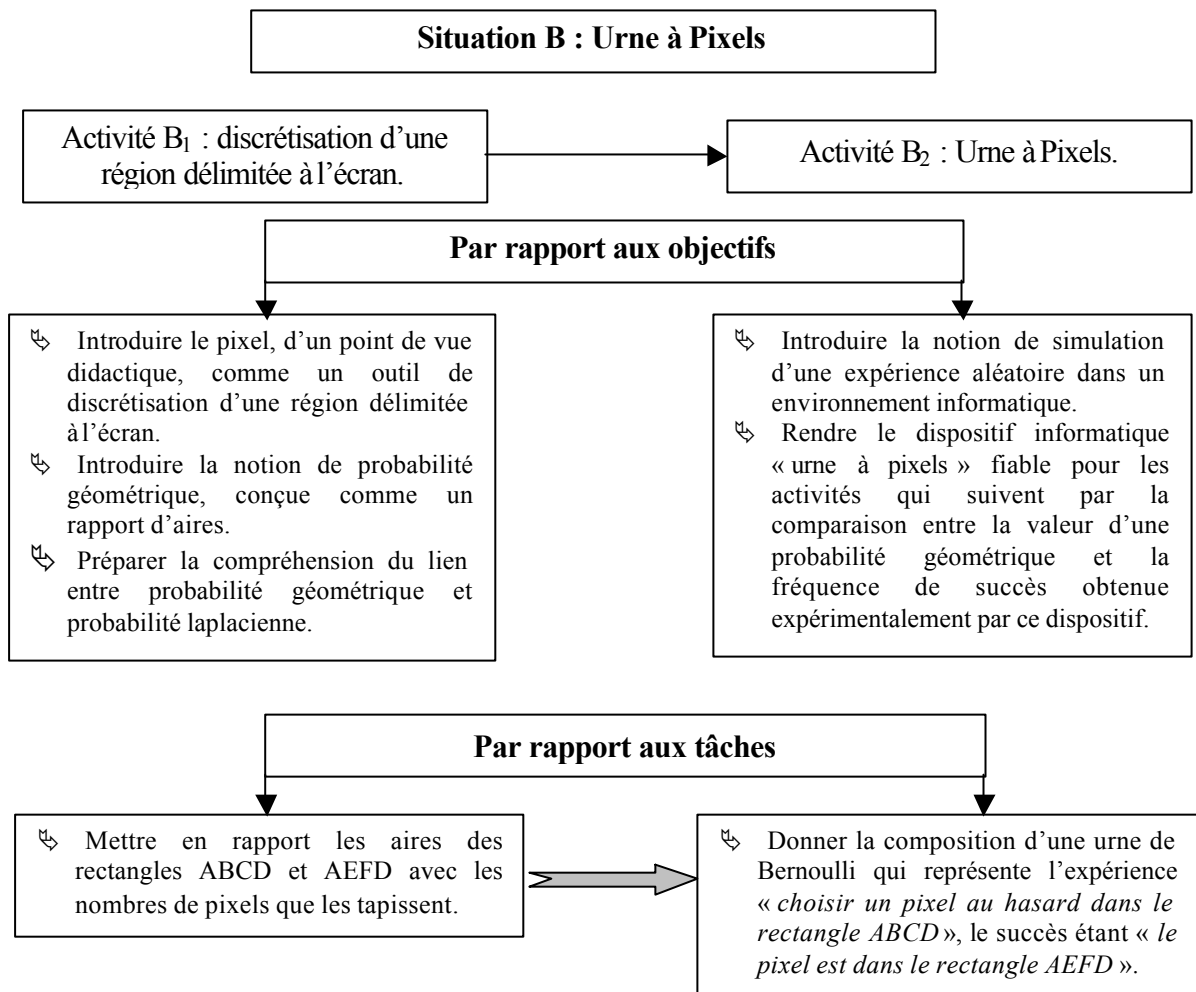 Situation B : Urne à Pixels
Activité B1 : discrétisation d’une
région délimitée à l’écran.
Activité B2 : Urne à Pixels.
Par rapport aux objectifs
Introduire le pixel, d’un point de vue
didactique, comme un outil de
discrétisation d’une région délimitée
à l’écran.
Introduire la notion de probabilité
géométrique, conçue comme un
rapport d’aires.
Préparer la compréhension du lien
entre probabilité géométrique et
probabilité laplacienne.
Introduire la notion de simulation
d’une expérience aléatoire dans un
environnement informatique.
Rendre le dispositif informatique
« urne à pixels » fiable pour les
activités qui suivent par la
comparaison entre la valeur d’une
probabilité géométrique et la
fréquence de succès obtenue
expérimentalement par ce dispositif.
Par rapport aux tâches
Mettre en rapport les aires des
rectangles ABCD et AEFD avec les
nombres de pixels que les tapissent.
Donner la composition d’une urne de
Bernoulli qui représente l’expérience
« choisir un pixel au hasard dans le
rectangle ABCD », le succès étant « le
pixel est dans le rectangle AEFD ».